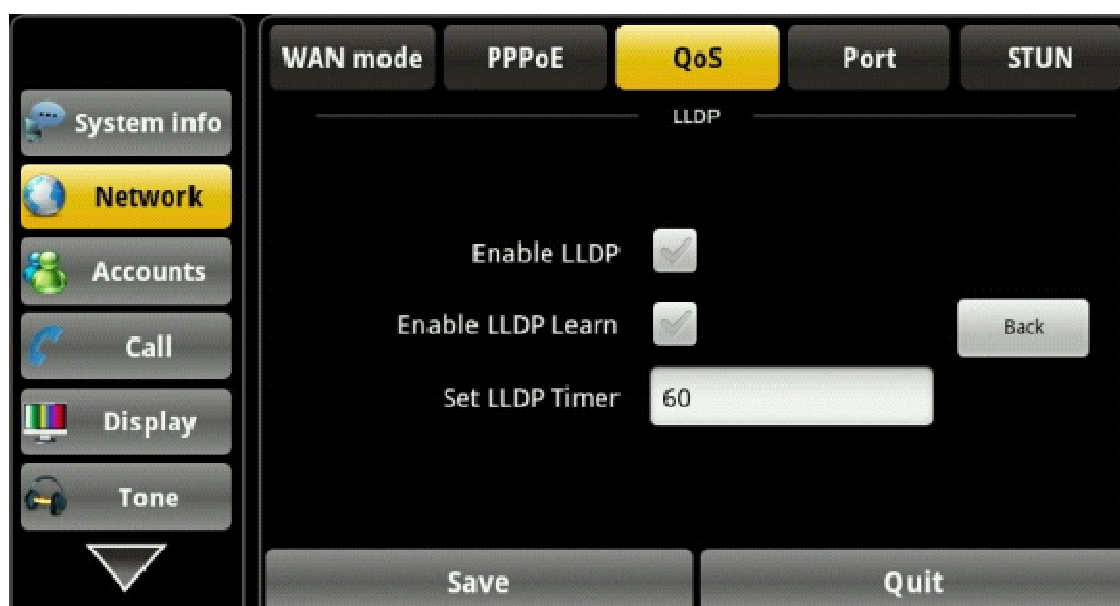 WAN mode PPPoE QoS Port STUN
LLDP
System info
Network
Accounts
Call
Display
Tone
Enable LLDP
Enable LLDP Learn
Set LLDP Timer 60
Back
Save Quit